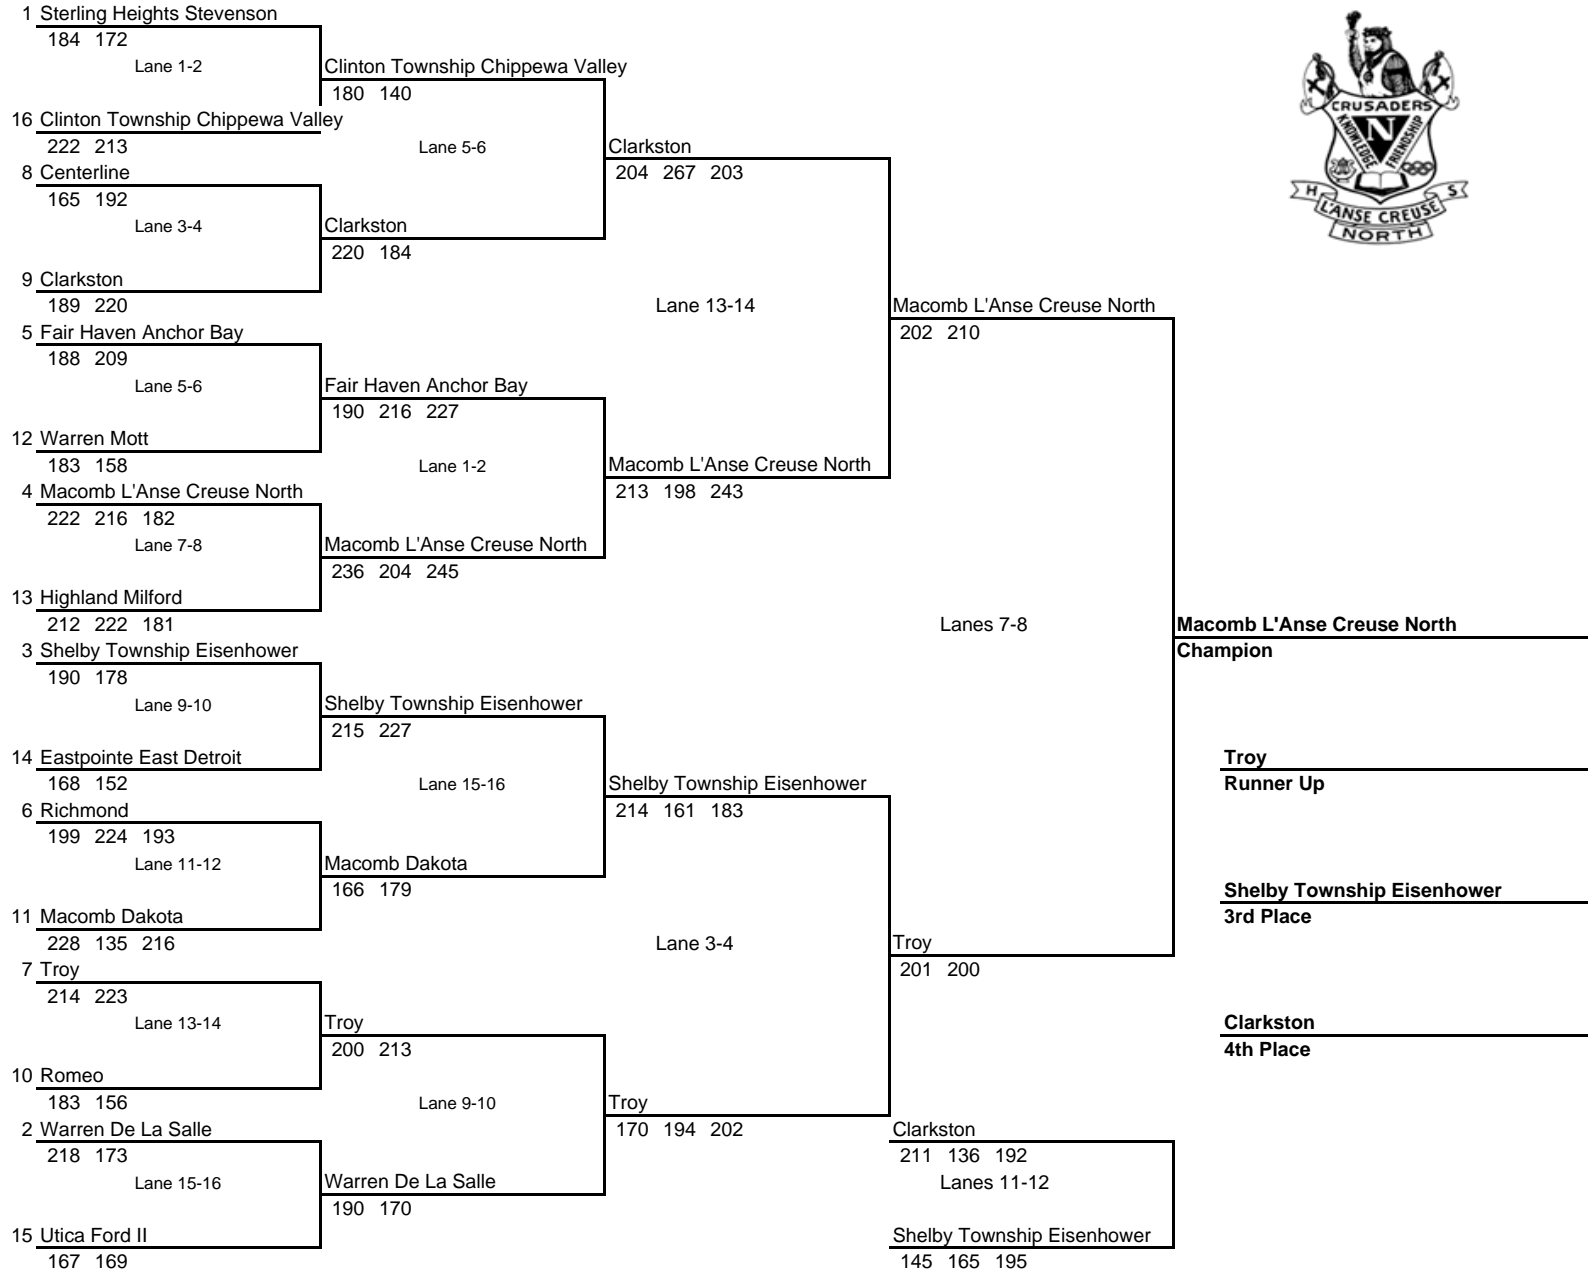 1 Sterling Heights Stevenson
184 172
Lane 1-2
Clinton Township Chippewa Valley
180 140
16 Clinton Township Chippewa Valley
222 213
Lane 5-6
Clarkston
204 267 203
8 Centerline
165 192
Lane 3-4
Clarkston
220 184
9 Clarkston
189 220
Lane 13-14
Macomb L'Anse Creuse North
202 210
5 Fair Haven Anchor Bay
188 209
Lane 5-6
Fair Haven Anchor Bay
190 216 227
12 Warren Mott
183 158
Lane 1-2
Macomb L'Anse Creuse North
213 198 243
4 Macomb L'Anse Creuse North
222 216 182
Lane 7-8
Macomb L'Anse Creuse North
236 204 245
13 Highland Milford
212 222 181
Lanes 7-8
Macomb L'Anse Creuse North
Champion
3 Shelby Township Eisenhower
190 178
Lane 9-10
Shelby Township Eisenhower
215 227
14 Eastpointe East Detroit
168 152
Lane 15-16
Shelby Township Eisenhower
214 161 183
Troy
Runner Up
6 Richmond
199 224 193
Lane 11-12
Macomb Dakota
166 179
Shelby Township Eisenhower
3rd Place
11 Macomb Dakota
228 135 216
Lane 3-4
Troy
201 200
7 Troy
214 223
Lane 13-14
Troy
200 213
Clarkston
4th Place
10 Romeo
183 156
Lane 9-10
Troy
170 194 202
2 Warren De La Salle
218 173
Lane 15-16
Warren De La Salle
190 170
Clarkston
211 136 192
Lanes 11-12
15 Utica Ford II
167 169
Shelby Township Eisenhower
145 165 195
CRUSADERS
KNOWLEDGE
N
FRIENDSHIP
H S
L'ANSE CREUSE
NORTH